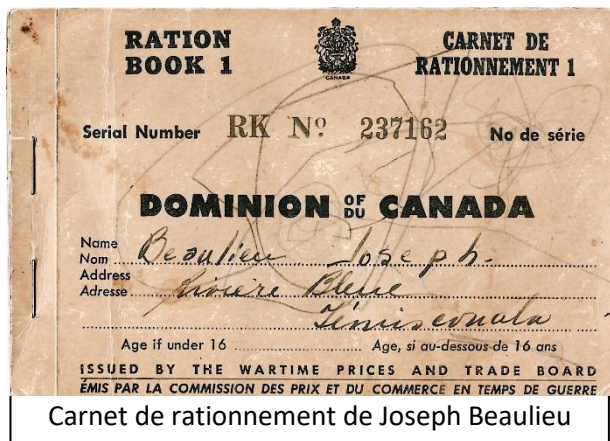 RATION BOOK 1
CANADA
CARNET DE RATIONNEMENT 1
Serial Number RK Nº 237162 No de série
DOMINION OF DU CANADA
Name Nom Beaulieu Joseph.
Address Adresse Rivière Bleue
Témiscouata
Age if under 16 Age, si au-dessous de 16 ans
ISSUED BY THE WARTIME PRICES AND TRADE BOARD
ÉMIS PAR LA COMMISSION DES PRIX ET DU COMMERCE EN TEMPS DE GUERRE
Carnet de rationnement de Joseph Beaulieu